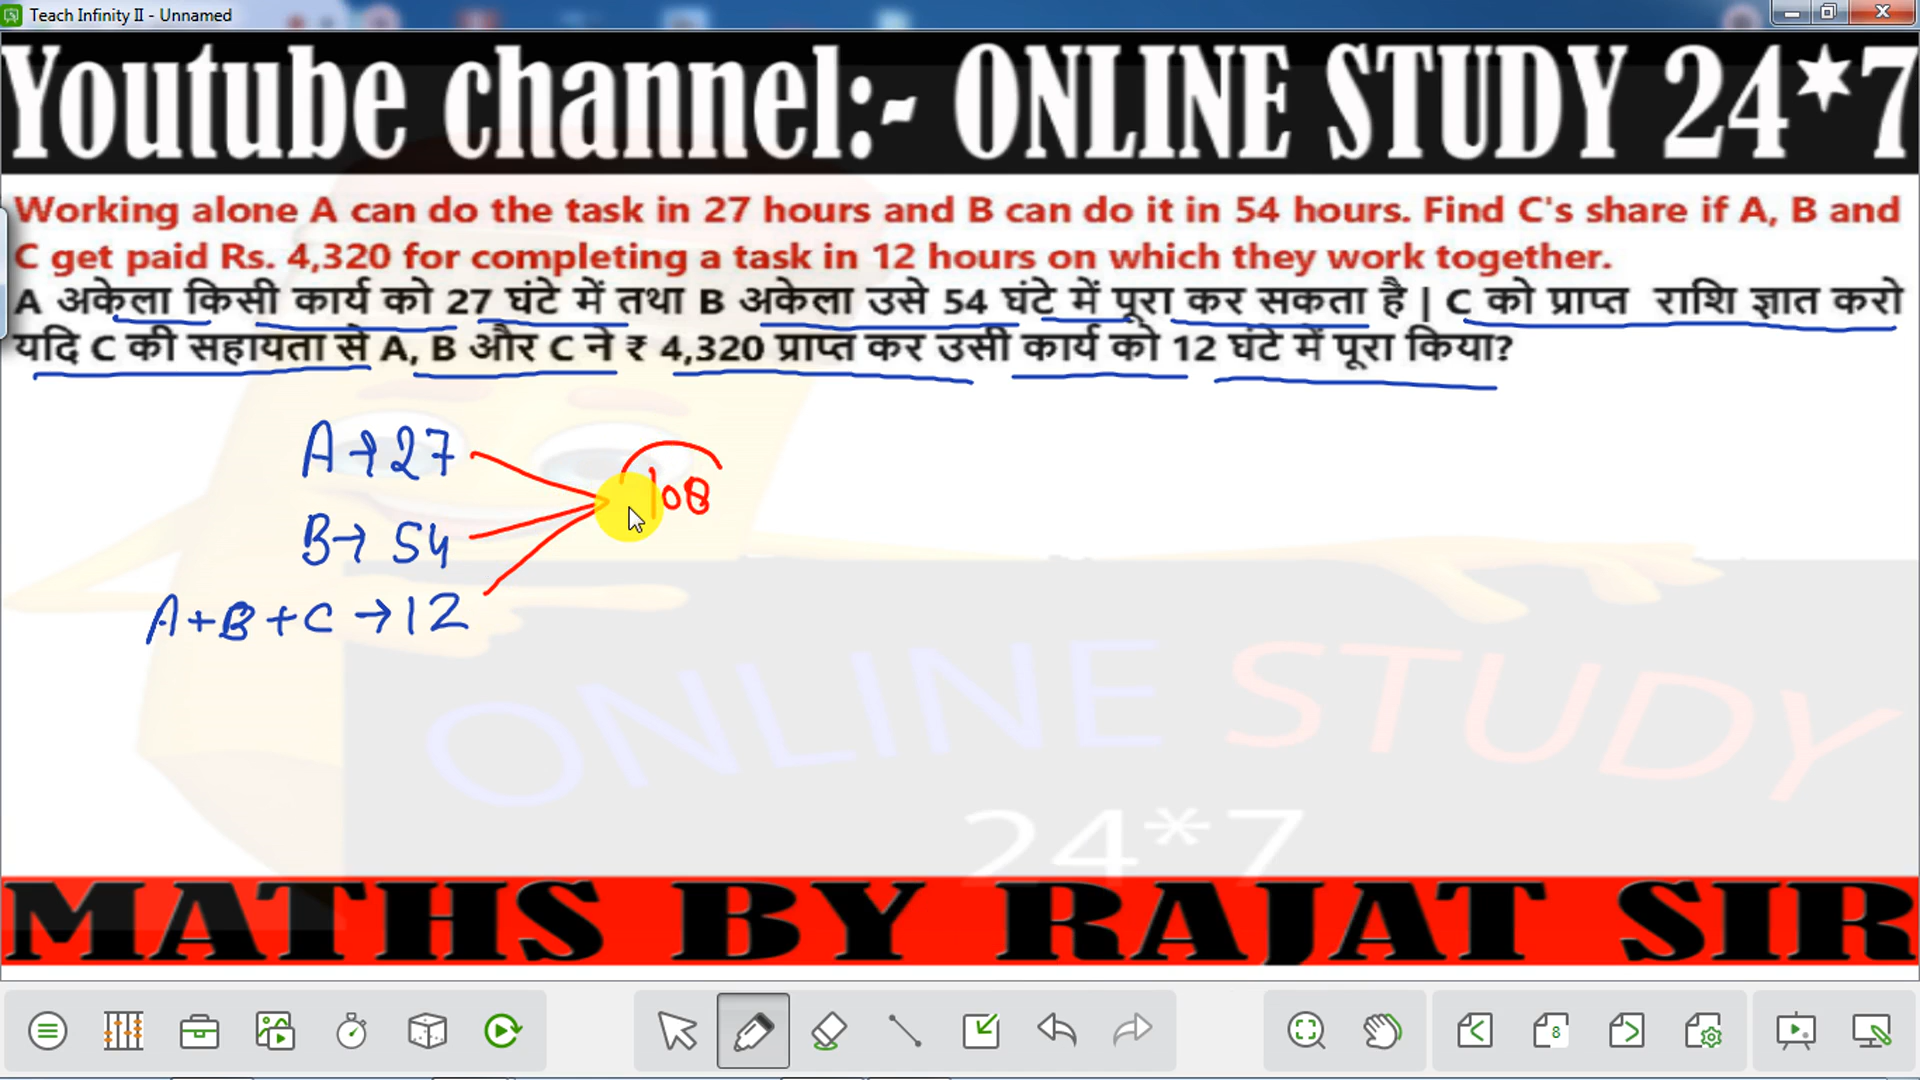 Teach Infinity II - Unnamed
Youtube channel:- ONLINE STUDY 24*7
Working alone A can do the task in 27 hours and B can do it in 54 hours. Find C's share if A, B and
C get paid Rs. 4,320 for completing a task in 12 hours on which they work together.
A अकेला किसी कार्य को 27 घंटे में तथा B अकेला उसे 54 घंटे में पूरा कर सकता है | C को प्राप्त राशि ज्ञात करो
यदि C की सहायता से A, B और C ने ₹ 4,320 प्राप्त कर उसी कार्य को 12 घंटे में पूरा किया?
A → 27
108
B → 54
A+B+C → 12
ONLINE STUDY
24*7
MATHS BY RAJAT SIR
8